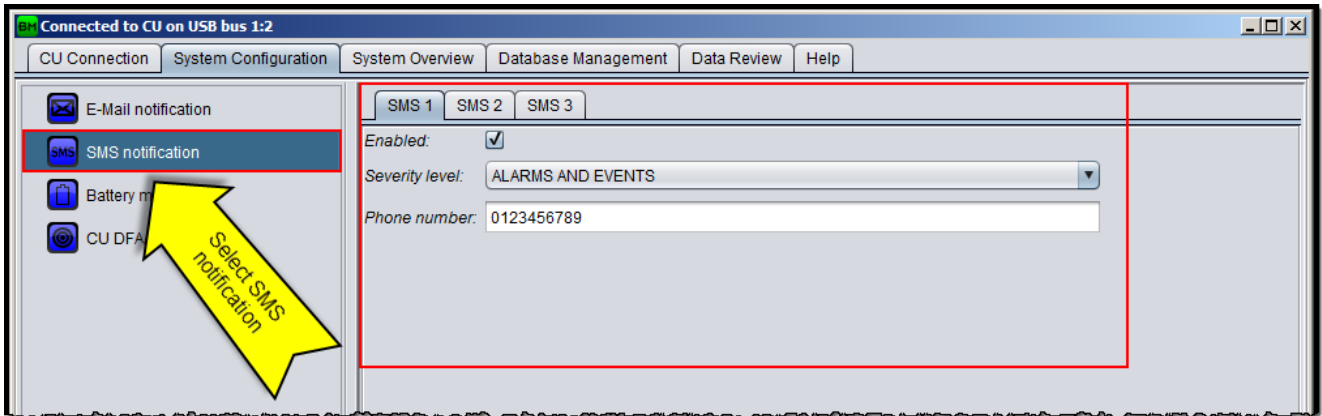 BM Connected to CU on USB bus 1:2
CU Connection System Configuration System Overview Database Management Data Review Help
E-Mail notification
SMS SMS notification
Battery
CU DFA
Select SMS
notification
SMS 1 SMS 2 SMS 3
Enabled:
Severity level: ALARMS AND EVENTS
Phone number: 0123456789